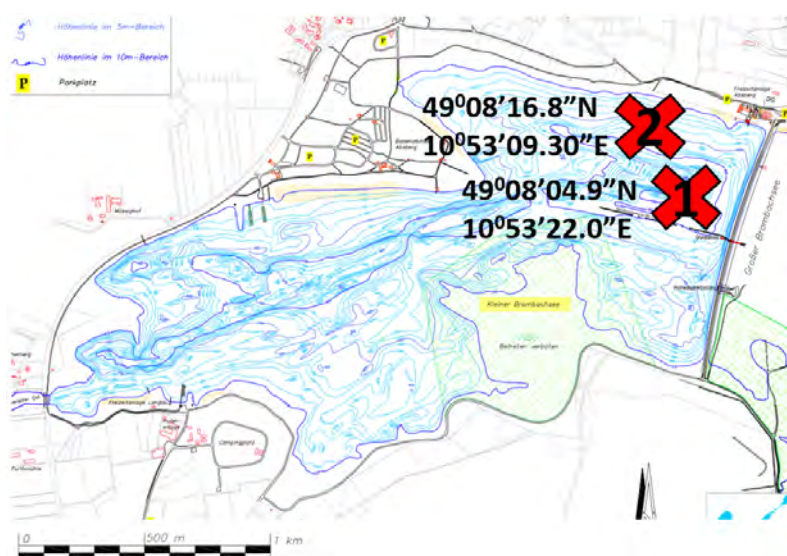 Höhenlinie im 5m-Bereich
Höhenlinie im 10m-Bereich
P Parkplatz
P
P
P
P
P
49⁰08'16.8"N
10⁰53'09.30"E
2
49⁰08'04.9"N
10⁰53'22.0"E
1
Großer Brombachsee
Kleiner Brombachsee
Betreten verboten
Campingplatz
0 500 m 1 km